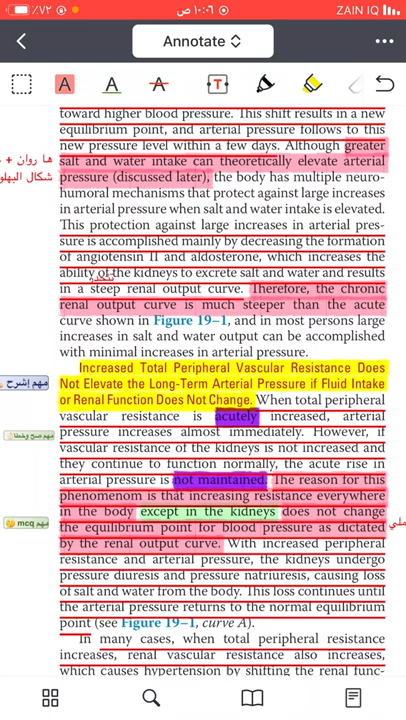 ٧٢٪ ١٠:٠٦ ص ZAIN IQ
Annotate
toward higher blood pressure. This shift results in a new
equilibrium point, and arterial pressure follows to this
new pressure level within a few days. Although greater
salt and water intake can theoretically elevate arterial
pressure (discussed later), the body has multiple neuro-
humoral mechanisms that protect against large increases
in arterial pressure when salt and water intake is elevated.
This protection against large increases in arterial pres-
sure is accomplished mainly by decreasing the formation
of angiotensin II and aldosterone, which increases the
ability of the kidneys to excrete salt and water and results
in a steep renal output curve. Therefore, the chronic
renal output curve is much steeper than the acute
curve shown in Figure 19-1, and in most persons large
increases in salt and water output can be accomplished
with minimal increases in arterial pressure.
Increased Total Peripheral Vascular Resistance Does
Not Elevate the Long-Term Arterial Pressure if Fluid Intake
or Renal Function Does Not Change. When total peripheral
vascular resistance is acutely increased, arterial
pressure increases almost immediately. However, if
vascular resistance of the kidneys is not increased and
they continue to function normally, the acute rise in
arterial pressure is not maintained. The reason for this
phenomenom is that increasing resistance everywhere
in the body except in the kidneys does not change
the equilibrium point for blood pressure as dictated
by the renal output curve. With increased peripheral
resistance and arterial pressure, the kidneys undergo
pressure diuresis and pressure natriuresis, causing loss
of salt and water from the body. This loss continues until
the arterial pressure returns to the normal equilibrium
point (see Figure 19-1, curve A).
In many cases, when total peripheral resistance
increases, renal vascular resistance also increases,
which causes hypertension by shifting the renal func-
ها روان +
شكال البهلو
مهم إشرح
مهم صح وخطا
مهم mcq
ملي